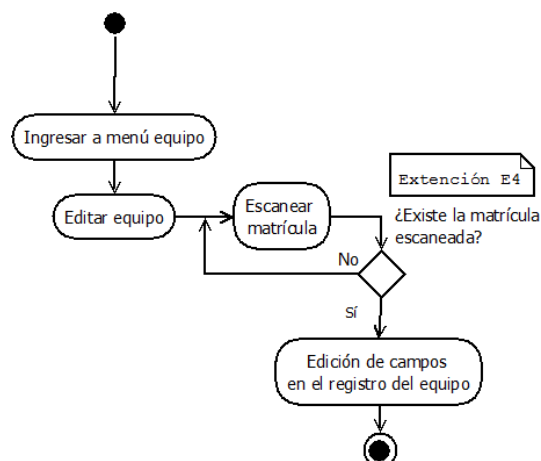 Ingresar a menú equipo
Extención E4
Editar equipo
Escanear
matrícula
¿Existe la matrícula
escaneada?
No
Sí
Edición de campos
en el registro del equipo